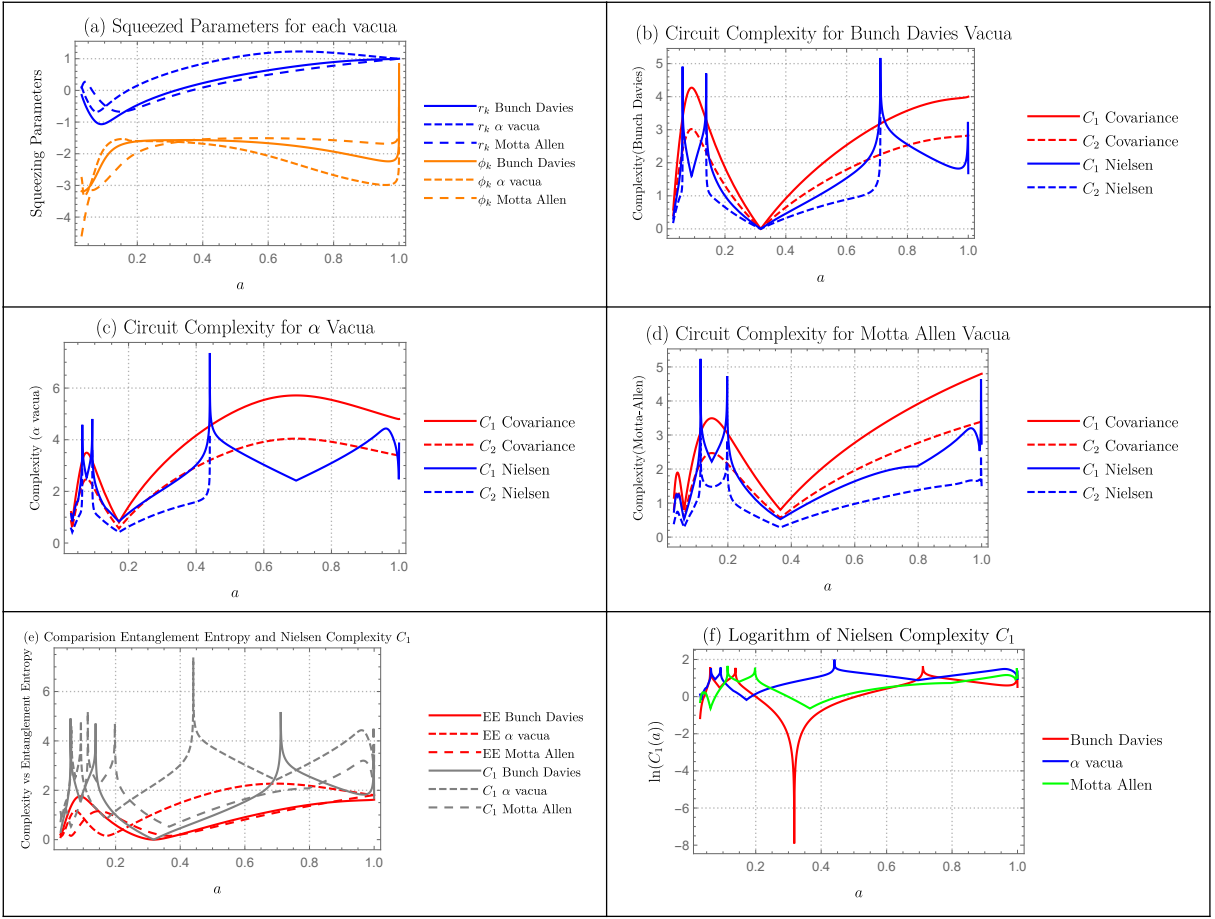 (a) Squeezed Parameters for each vacua
Squeezing Parameters
1
0
−1
−2
−3
−4
0.2
0.4
0.6
0.8
1.0
a
r_k Bunch Davies
r_k α vacua
r_k Motta Allen
ϕ_k Bunch Davies
ϕ_k α vacua
ϕ_k Motta Allen
(b) Circuit Complexity for Bunch Davies Vacua
Complexity(Bunch Davies)
5
4
3
2
1
0
0.2
0.4
0.6
0.8
1.0
a
C_1 Covariance
C_2 Covariance
C_1 Nielsen
C_2 Nielsen
(c) Circuit Complexity for α Vacua
Complexity (α vacua)
6
4
2
0
0.2
0.4
0.6
0.8
1.0
a
C_1 Covariance
C_2 Covariance
C_1 Nielsen
C_2 Nielsen
(d) Circuit Complexity for Motta Allen Vacua
Complexity(Motta-Allen)
5
4
3
2
1
0
0.2
0.4
0.6
0.8
1.0
a
C_1 Covariance
C_2 Covariance
C_1 Nielsen
C_2 Nielsen
(e) Comparision Entanglement Entropy and Nielsen Complexity C_1
Complexity vs Entanglement Entropy
6
4
2
0
0.2
0.4
0.6
0.8
1.0
a
EE Bunch Davies
EE α vacua
EE Motta Allen
C_1 Bunch Davies
C_1 α vacua
C_1 Motta Allen
(f) Logarithm of Nielsen Complexity C_1
ln(C_1(a))
2
0
−2
−4
−6
−8
0.2
0.4
0.6
0.8
1.0
a
Bunch Davies
α vacua
Motta Allen